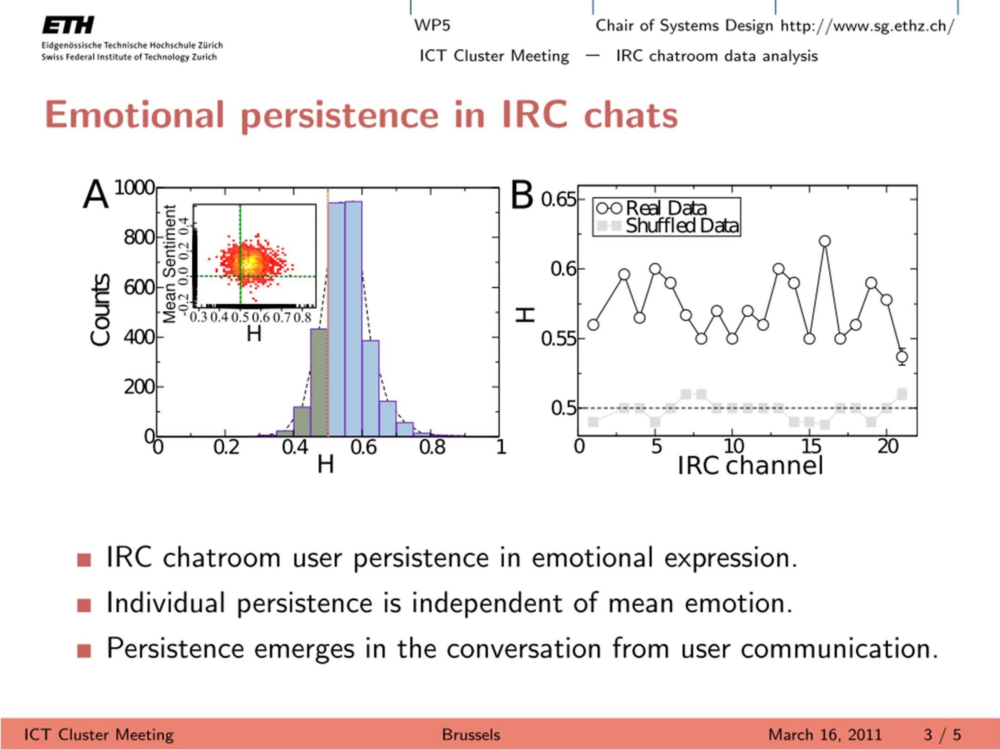 ETH
Eidgenössische Technische Hochschule Zürich
Swiss Federal Institute of Technology Zurich
WP5
Chair of Systems Design http://www.sg.ethz.ch/
ICT Cluster Meeting — IRC chatroom data analysis
Emotional persistence in IRC chats
A
Counts
1000
800
600
400
200
0
0 0.2 0.4 0.6 0.8 1
H
Mean Sentiment
0.4
0.2
0.0
-0.2
0.3 0.4 0.5 0.6 0.7 0.8
H
B
H
0.65
0.6
0.55
0.5
Real Data
Shuffled Data
0 5 10 15 20
IRC channel
IRC chatroom user persistence in emotional expression.
Individual persistence is independent of mean emotion.
Persistence emerges in the conversation from user communication.
ICT Cluster Meeting Brussels March 16, 2011 3 / 5